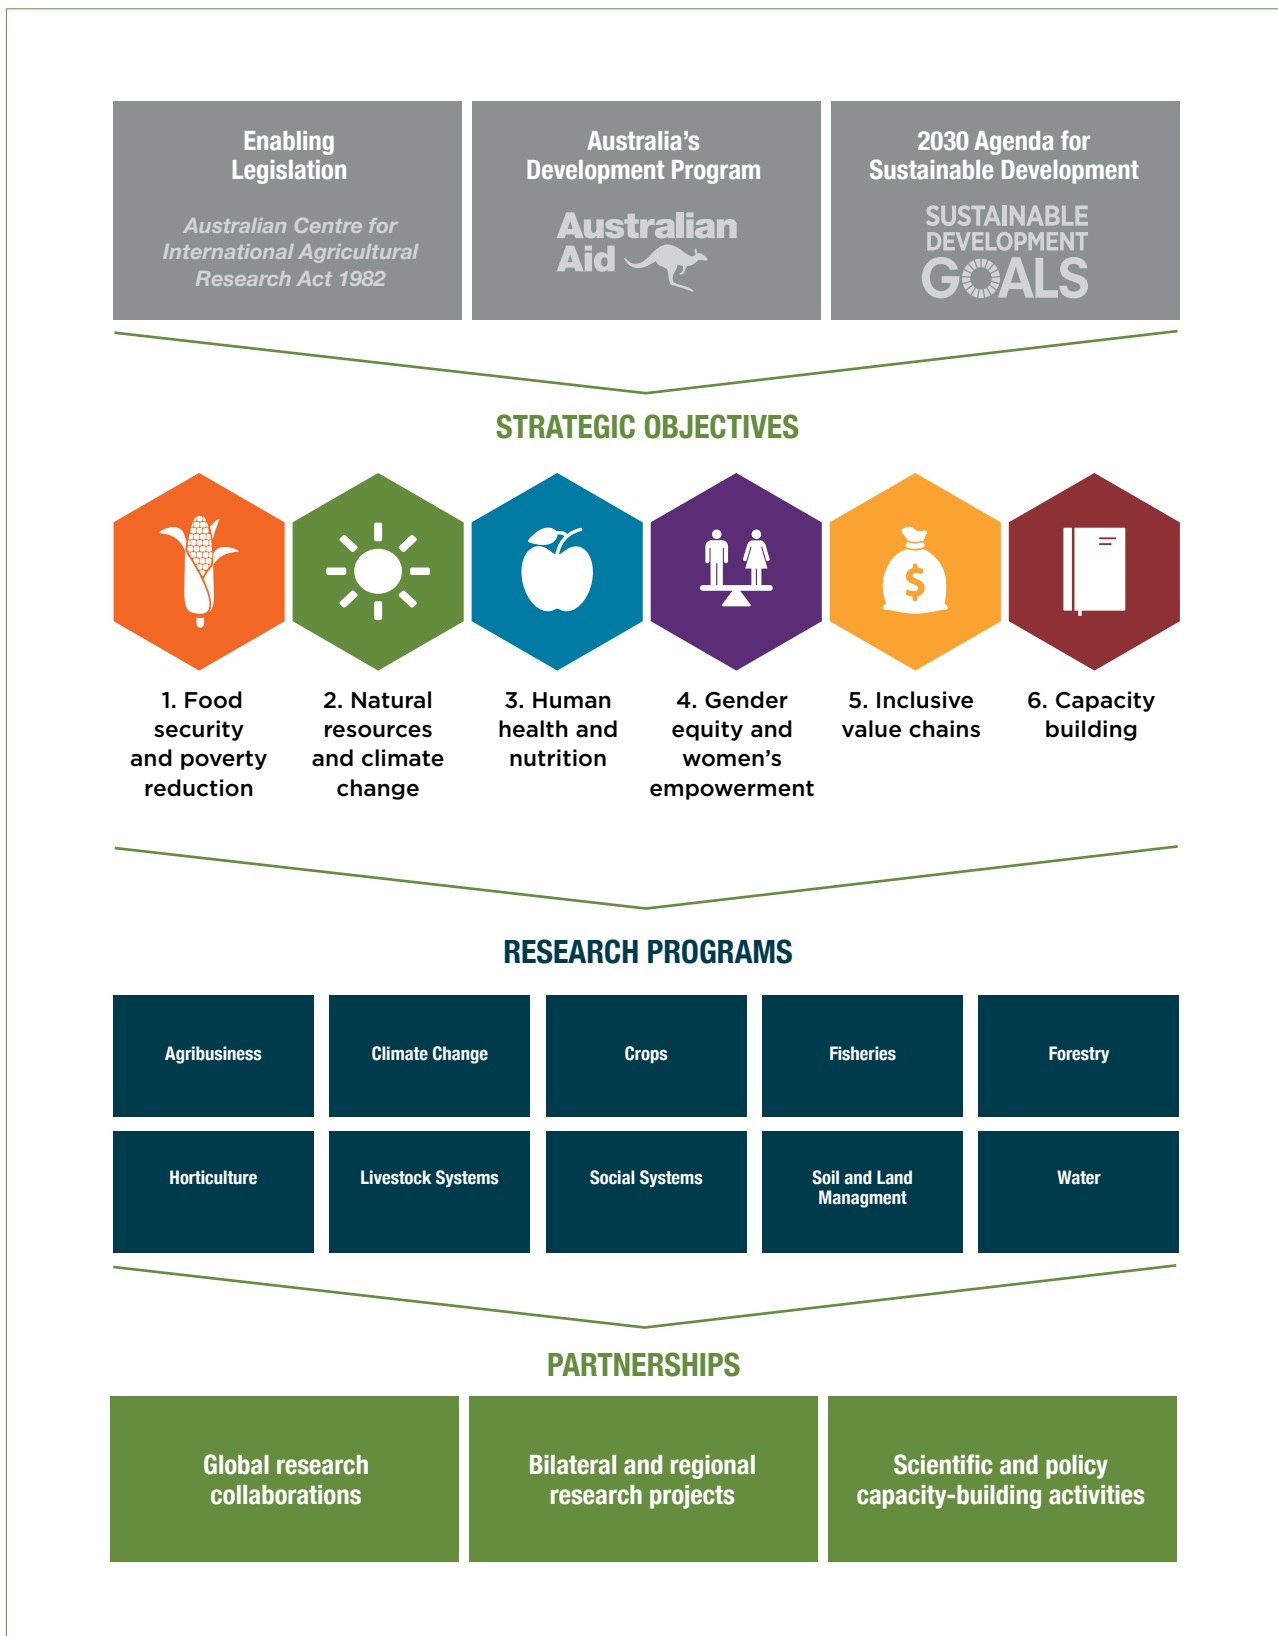 Enabling
Legislation
Australian Centre for
International Agricultural
Research Act 1982
Australia’s
Development Program
Australian
Aid
2030 Agenda for
Sustainable Development
SUSTAINABLE
DEVELOPMENT
GOALS
STRATEGIC OBJECTIVES
$
1. Food
security
and poverty
reduction
2. Natural
resources
and climate
change
3. Human
health and
nutrition
4. Gender
equity and
women’s
empowerment
5. Inclusive
value chains
6. Capacity
building
RESEARCH PROGRAMS
Agribusiness
Climate Change
Crops
Fisheries
Forestry
Horticulture
Livestock Systems
Social Systems
Soil and Land
Managment
Water
PARTNERSHIPS
Global research
collaborations
Bilateral and regional
research projects
Scientific and policy
capacity-building activities